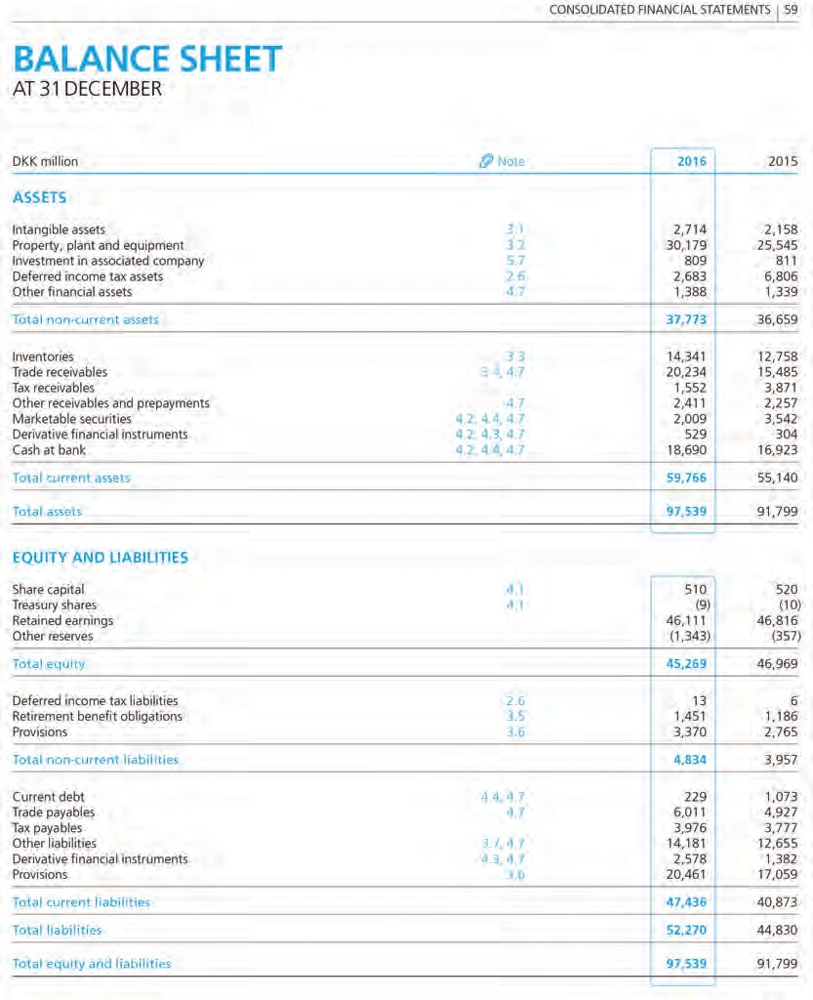 CONSOLIDATED FINANCIAL STATEMENTS | 59
BALANCE SHEET
AT 31 DECEMBER
DKK million Note 2016 2015
ASSETS
Intangible assets 3.1 2,714 2,158
Property, plant and equipment 3.2 30,179 25,545
Investment in associated company 5.7 809 811
Deferred income tax assets 2.6 2,683 6,806
Other financial assets 4.7 1,388 1,339
Total non-current assets 37,773 36,659
Inventories 3.3 14,341 12,758
Trade receivables 3.4, 4.7 20,234 15,485
Tax receivables 1,552 3,871
Other receivables and prepayments 4.7 2,411 2,257
Marketable securities 4.2, 4.4, 4.7 2,009 3,542
Derivative financial instruments 4.2, 4.3, 4.7 529 304
Cash at bank 4.2, 4.4, 4.7 18,690 16,923
Total current assets 59,766 55,140
Total assets 97,539 91,799
EQUITY AND LIABILITIES
Share capital 4.1 510 520
Treasury shares 4.1 (9) (10)
Retained earnings 46,111 46,816
Other reserves (1,343) (357)
Total equity 45,269 46,969
Deferred income tax liabilities 2.6 13 6
Retirement benefit obligations 3.5 1,451 1,186
Provisions 3.6 3,370 2,765
Total non-current liabilities 4,834 3,957
Current debt 4.4, 4.7 229 1,073
Trade payables 4.7 6,011 4,927
Tax payables 3,976 3,777
Other liabilities 3.7, 4.7 14,181 12,655
Derivative financial instruments 4.3, 4.7 2,578 1,382
Provisions 3.6 20,461 17,059
Total current liabilities 47,436 40,873
Total liabilities 52,270 44,830
Total equity and liabilities 97,539 91,799